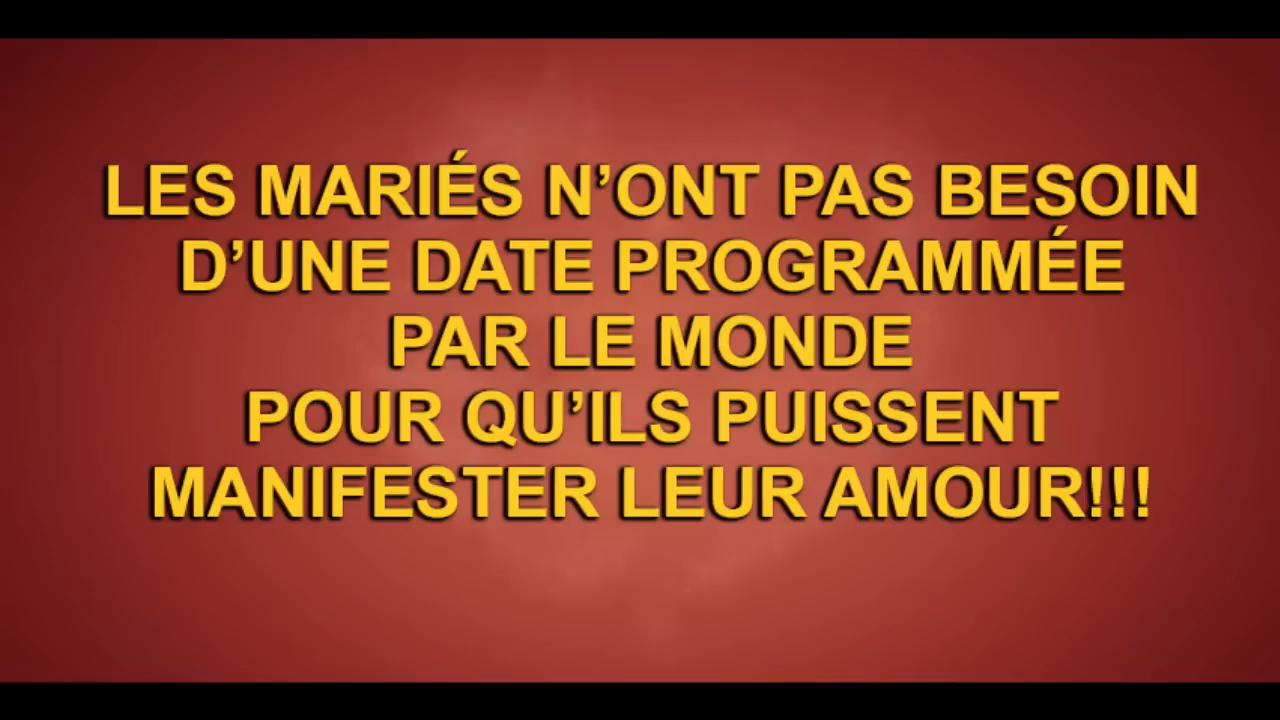 LES MARIÉS N’ONT PAS BESOIN
D’UNE DATE PROGRAMMÉE
PAR LE MONDE
POUR QU’ILS PUISSENT
MANIFESTER LEUR AMOUR!!!